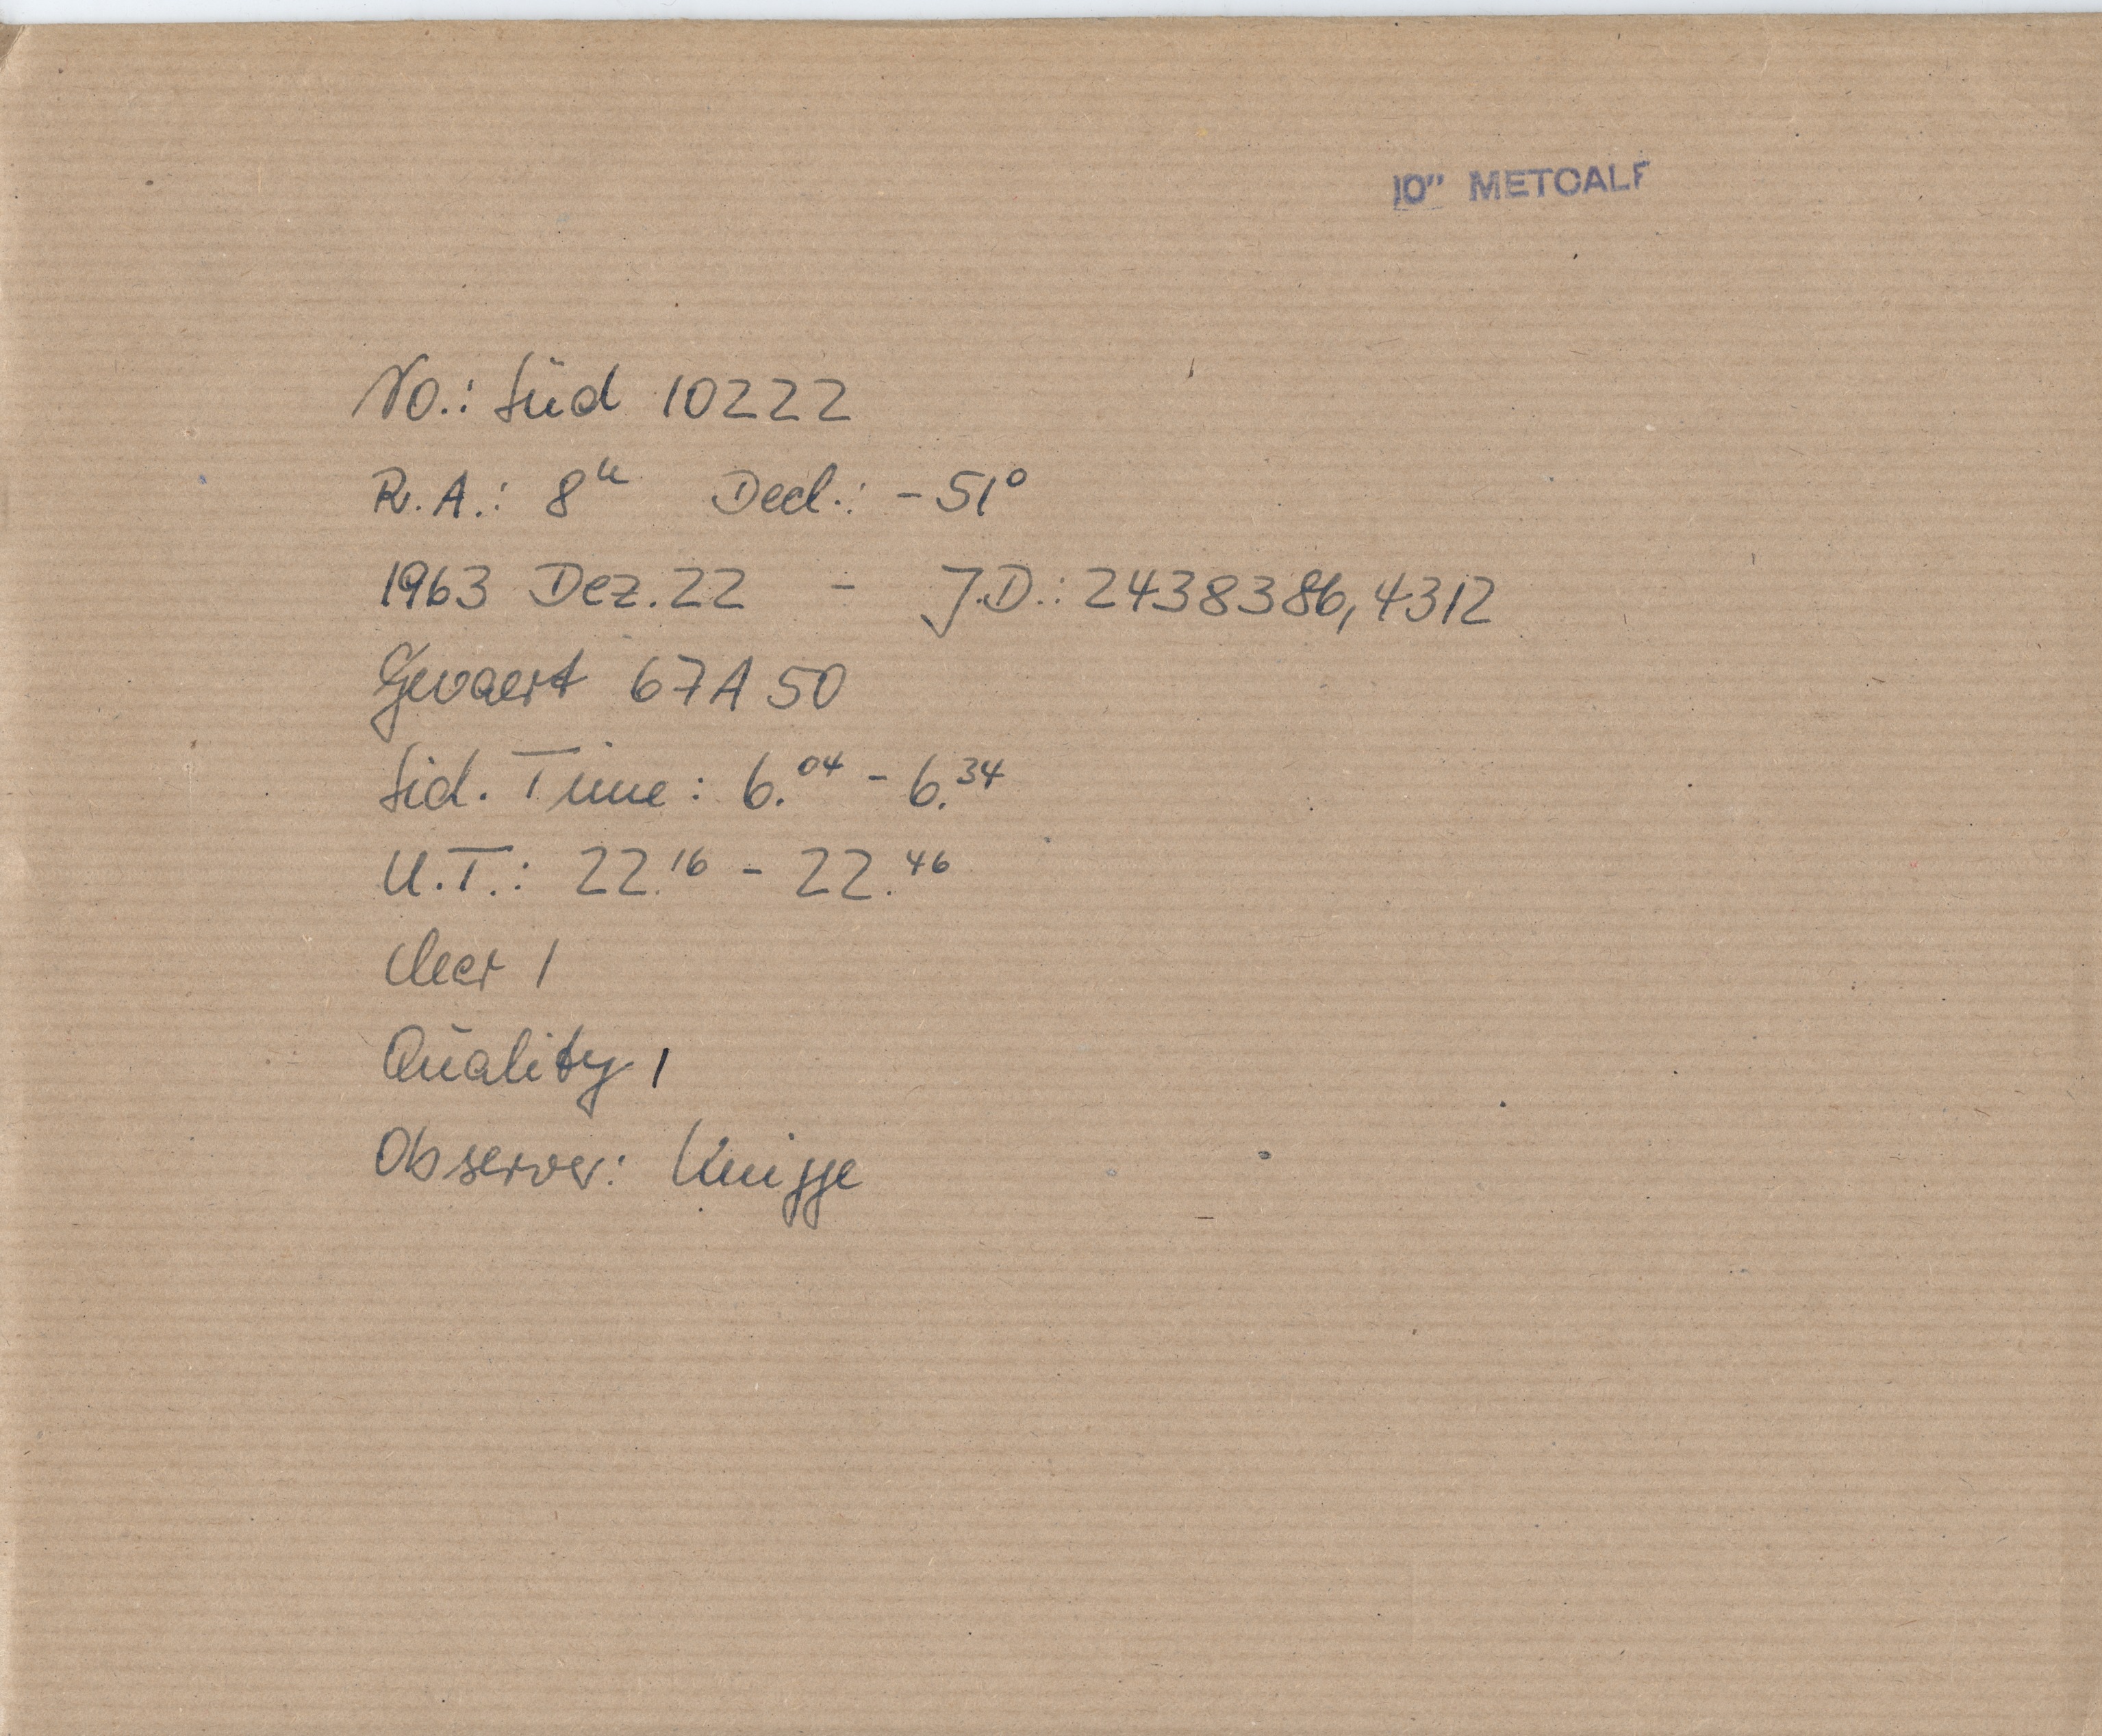 10" METCALF
No.: Süd 10222
R.A.: 8ʰ Decl.: -51°
1963 Dez. 22 - J.D.: 2438386,4312
Gevaert 67A50
Sid. Time: 6.⁰⁴ - 6.³⁴
U.T.: 22.¹⁶ - 22.⁴⁶
clear 1
Quality 1
Observer: Knigge